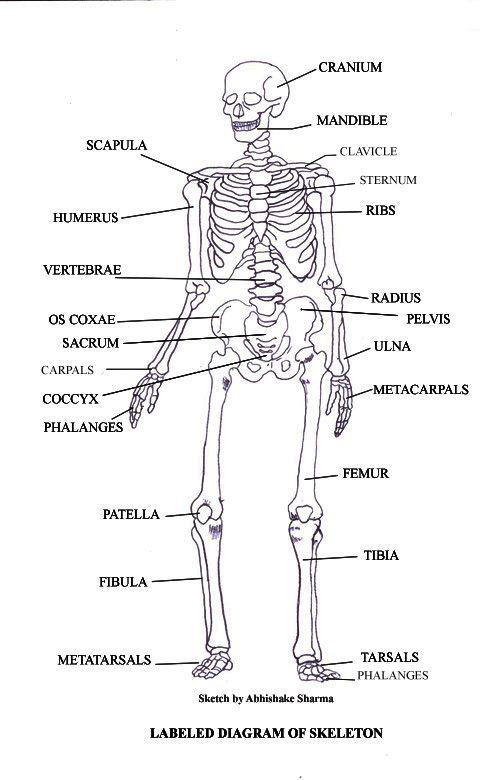 CRANIUM
MANDIBLE
SCAPULA
CLAVICLE
STERNUM
HUMERUS
RIBS
VERTEBRAE
RADIUS
OS COXAE
PELVIS
SACRUM
ULNA
CARPALS
METACARPALS
COCCYX
PHALANGES
FEMUR
PATELLA
TIBIA
FIBULA
METATARSALS
TARSALS
PHALANGES
Sketch by Abhishake Sharma
LABELED DIAGRAM OF SKELETON